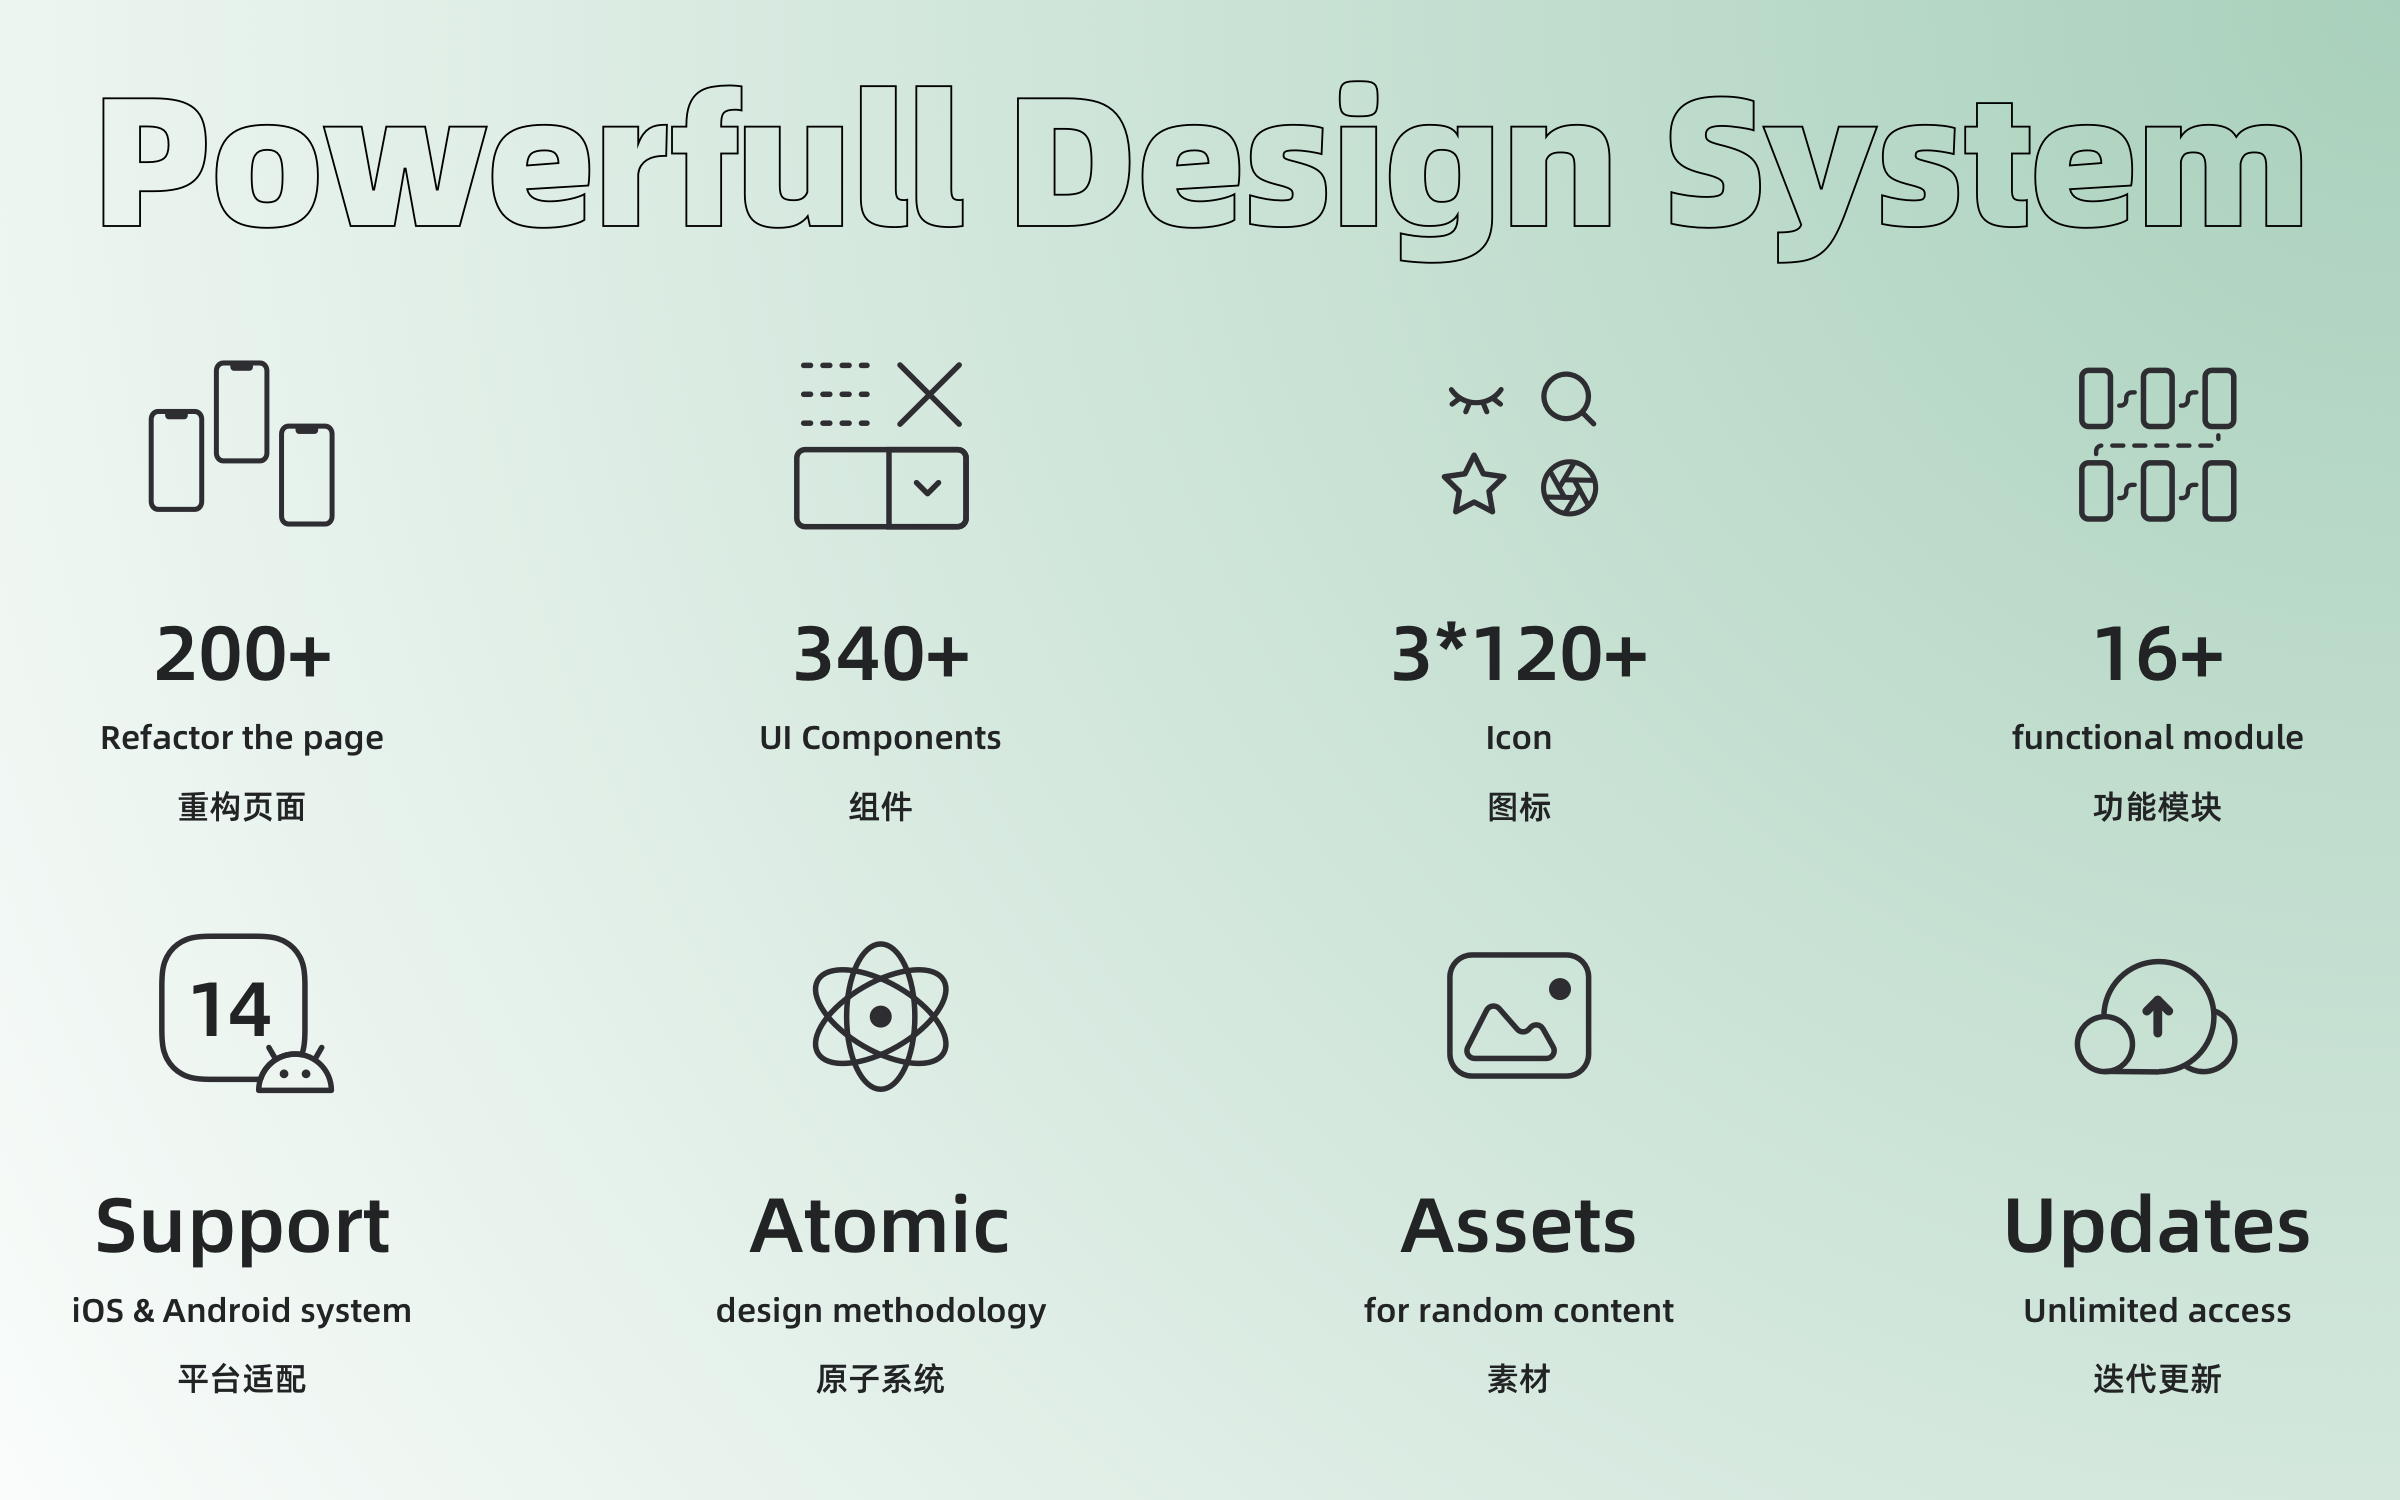 Powerfull Design System
200+
Refactor the page
重构页面
340+
UI Components
组件
3*120+
Icon
图标
16+
functional module
功能模块
14
Support
iOS & Android system
平台适配
Atomic
design methodology
原子系统
Assets
for random content
素材
Updates
Unlimited access
迭代更新